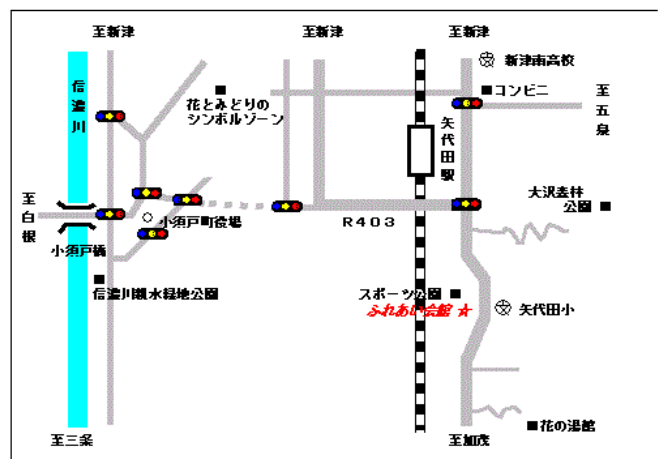 至新津
至新津
至新津
新津南高校
コンビニ
至五泉
信濃川
花とみどりの
シンボルゾーン
矢代田駅
大沢森林
公園
至白根
小須戸町役場
R403
小須戸橋
信濃川親水緑地公園
スポーツ公園
ふれあい会館 ☆
矢代田小
花の湯館
至三条
至加茂